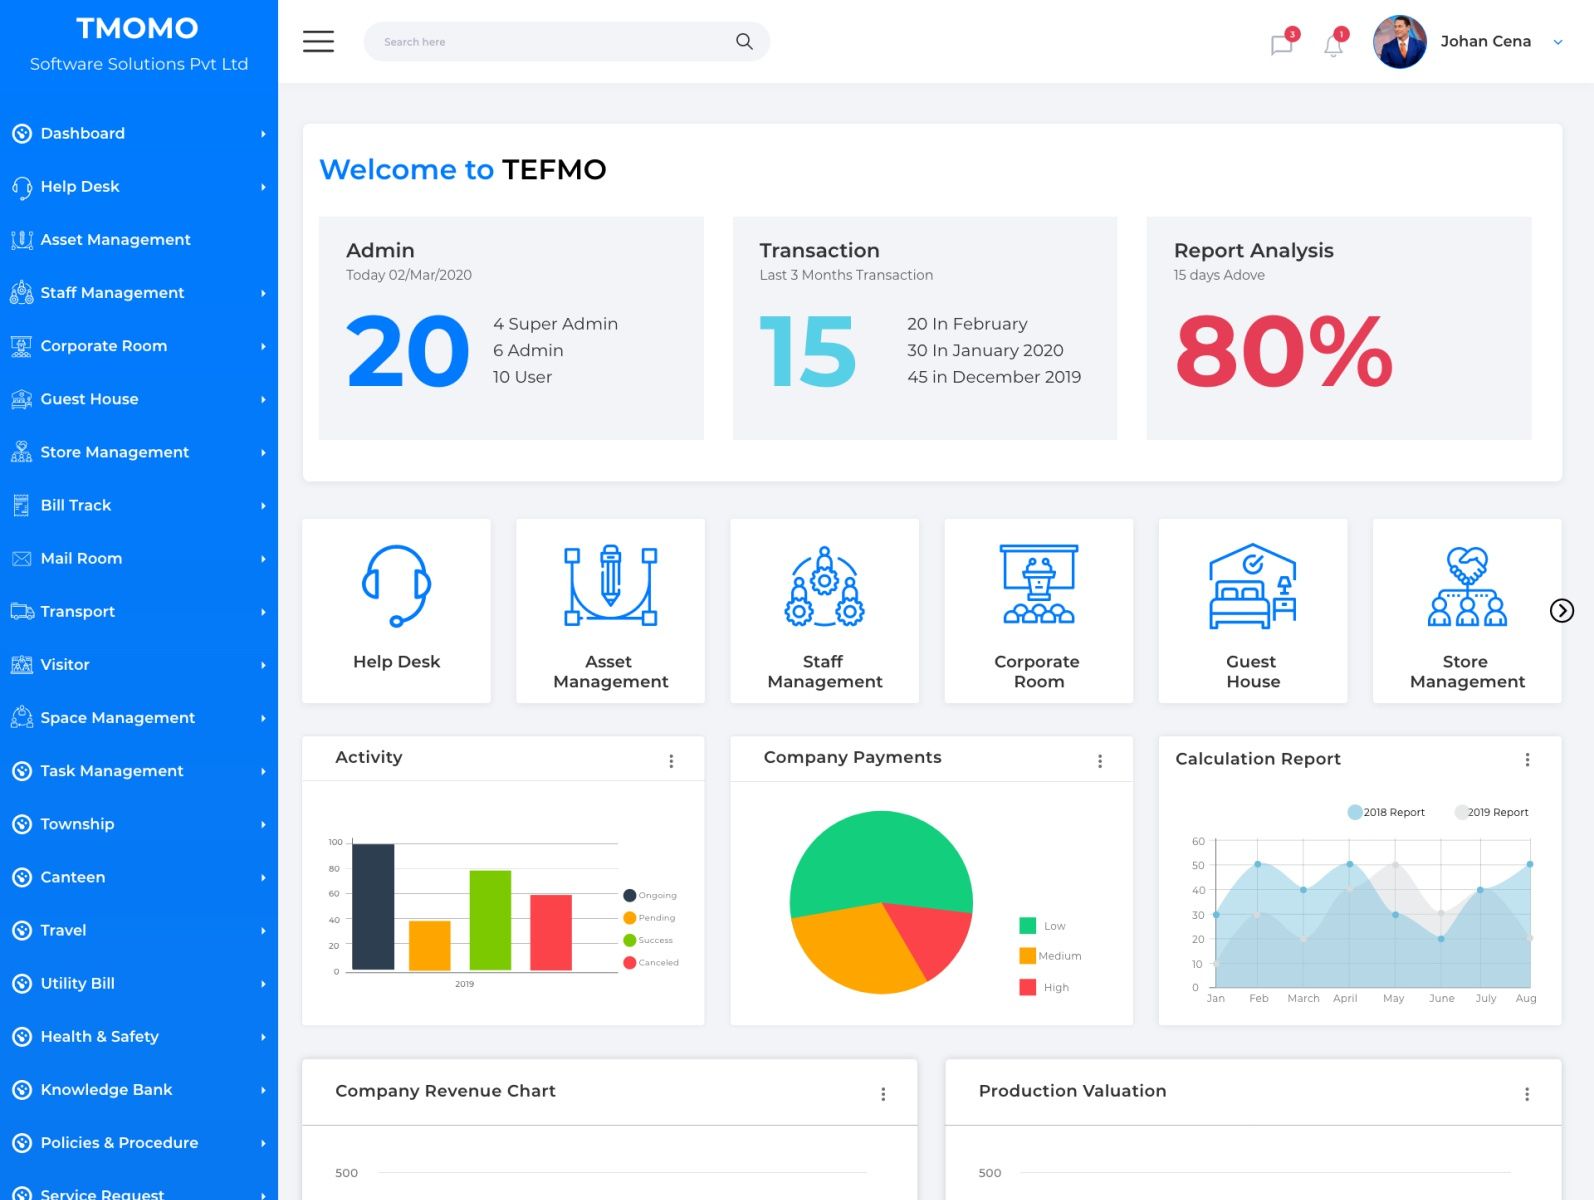 TMOMO
Software Solutions Pvt Ltd
Dashboard
Help Desk
Asset Management
Staff Management
Corporate Room
Guest House
Store Management
Bill Track
Mail Room
Transport
Visitor
Space Management
Task Management
Township
Canteen
Travel
Utility Bill
Health & Safety
Knowledge Bank
Policies & Procedure
Service Request
Search here
3
1
Johan Cena
Welcome to TEFMO
Admin
Today 02/Mar/2020
20
4 Super Admin
6 Admin
10 User
Transaction
Last 3 Months Transaction
15
20 In February
30 In January 2020
45 in December 2019
Report Analysis
15 days Adove
80%
Help Desk
Asset
Management
Staff
Management
Corporate
Room
Guest
House
Store
Management
Activity
100
80
60
40
20
0
2019
Ongoing
Pending
Success
Canceled
Company Payments
Low
Medium
High
Calculation Report
2018 Report
2019 Report
60
50
40
30
20
10
0
Jan Feb March April May June July Aug
Company Revenue Chart
500
Production Valuation
500